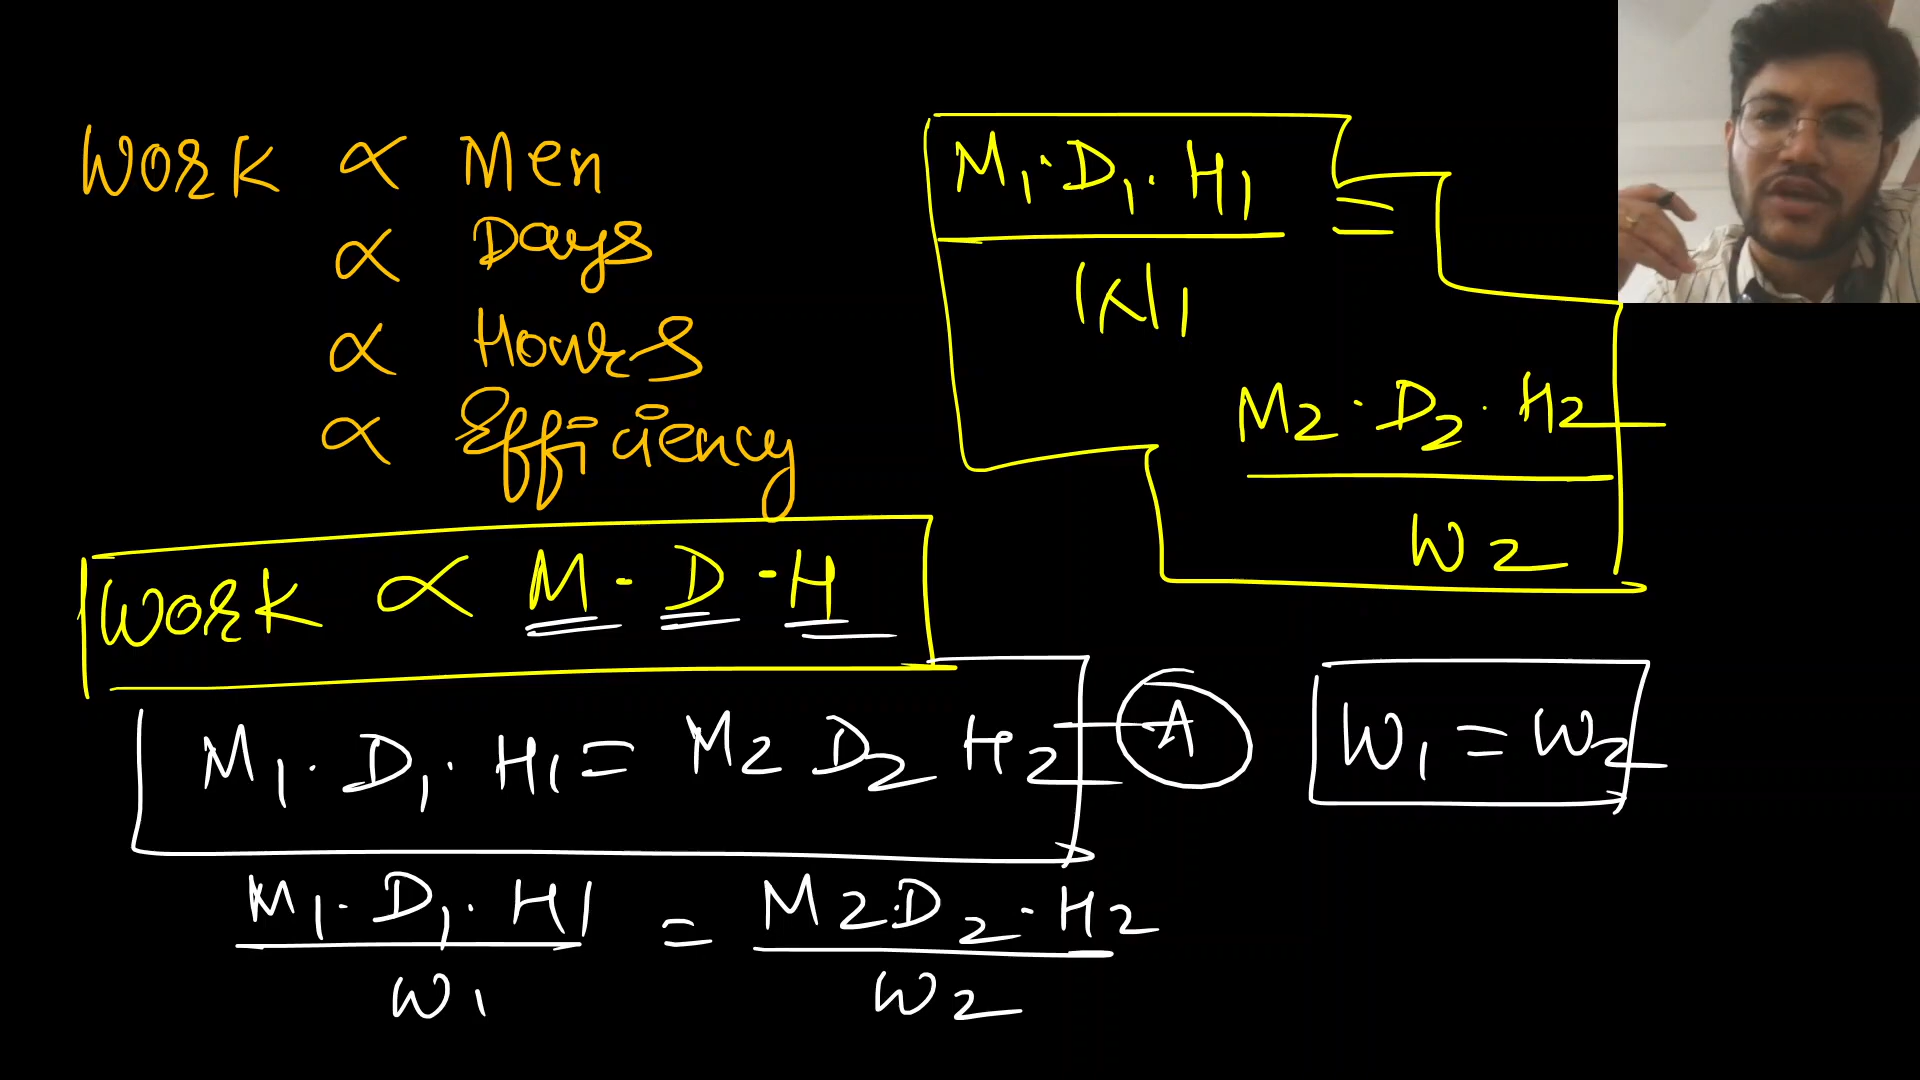 Work ∝ Men
∝ Days
∝ Hours
∝ Efficiency
Work ∝ M · D · H
M1 · D1 · H1 =
W1
M2 · D2 · H2
W2
M1 · D1 · H1 = M2 D2 H2 A
W1 = W2
M1 · D1 · H1 = M2 · D2 · H2
W1 W2